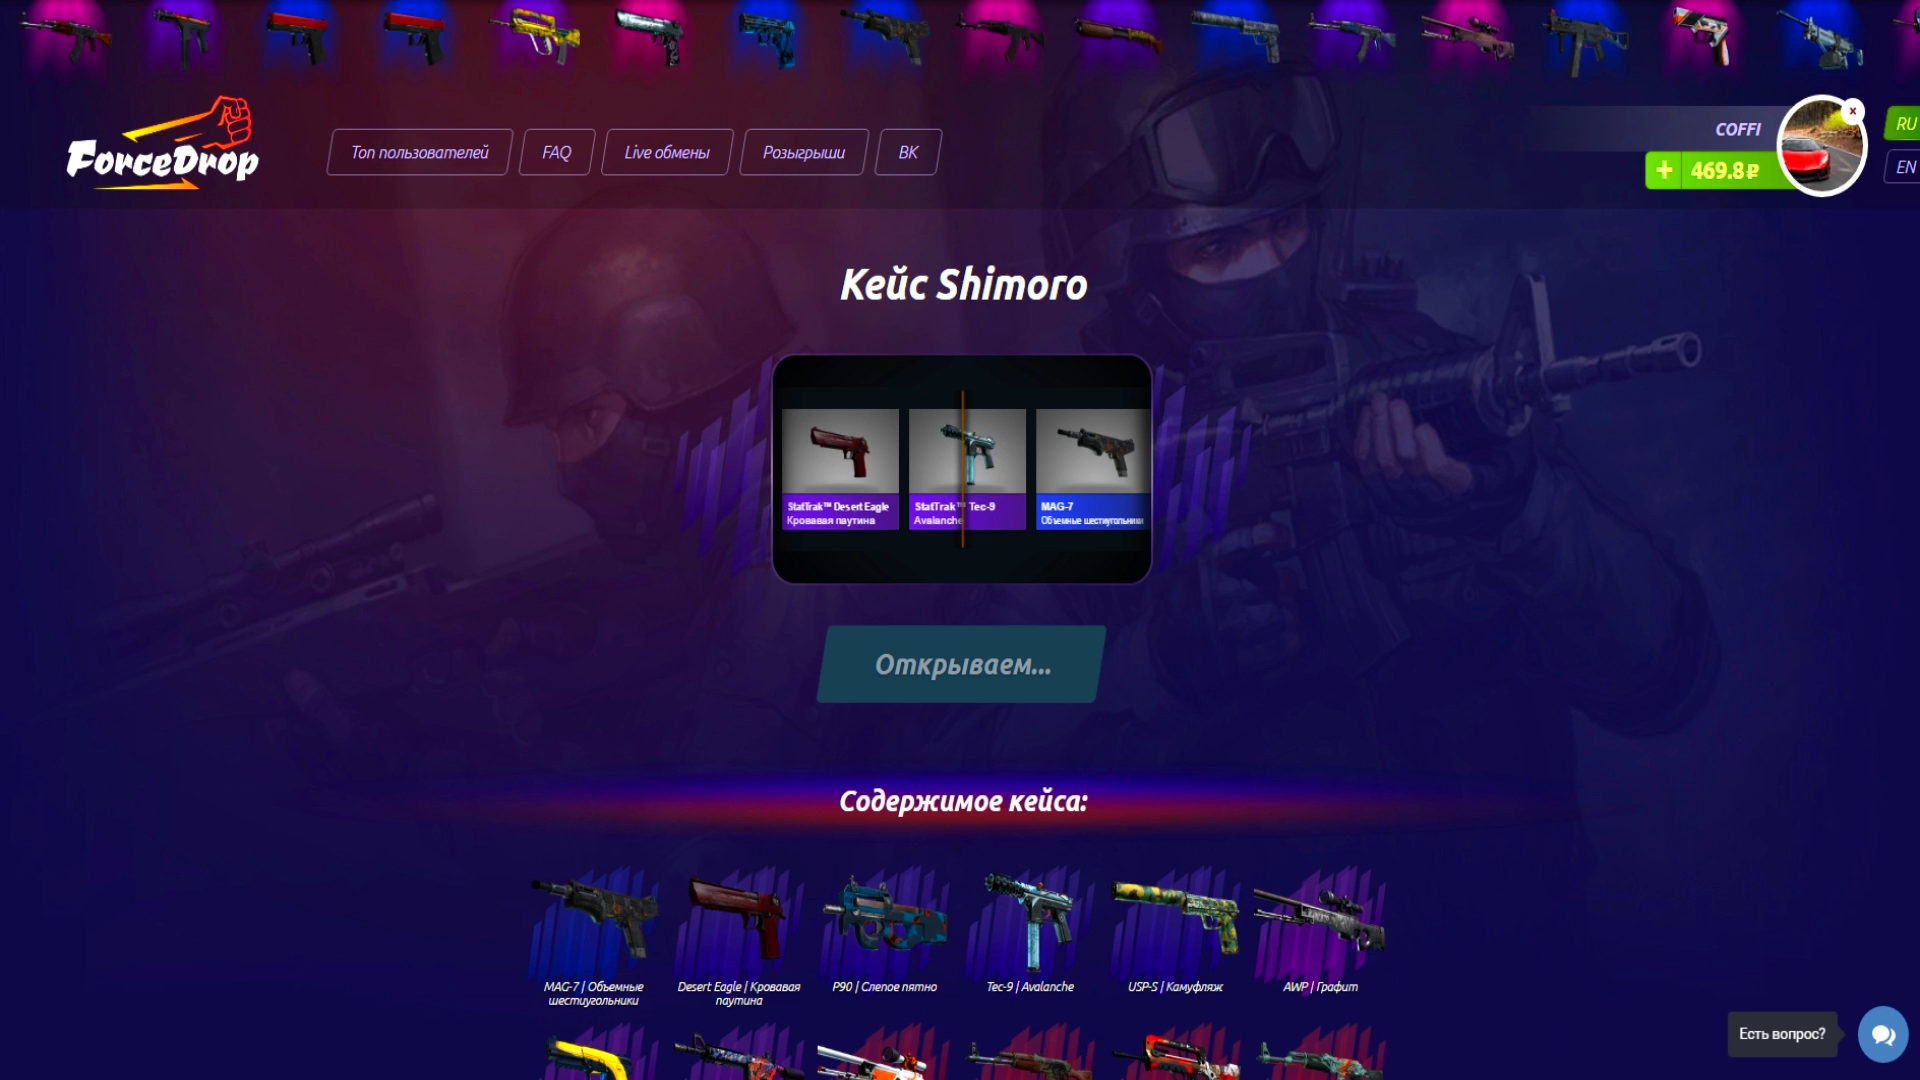 ForceDrop
Топ пользователей
FAQ
Live обмены
Розыгрыши
ВК
COFFI
×
+
469.8₽
RU
EN
Кейс Shimoro
StatTrak™ Desert Eagle
Кровавая паутина
StatTrak™ Tec-9
Avalanche
MAG-7
Объемные шестиугольники
Открываем...
Содержимое кейса:
MAG-7 | Объемные
шестиугольники
Desert Eagle | Кровавая
паутина
P90 | Слепое пятно
Tec-9 | Avalanche
USP-S | Камуфляж
AWP | Графит
Есть вопрос?